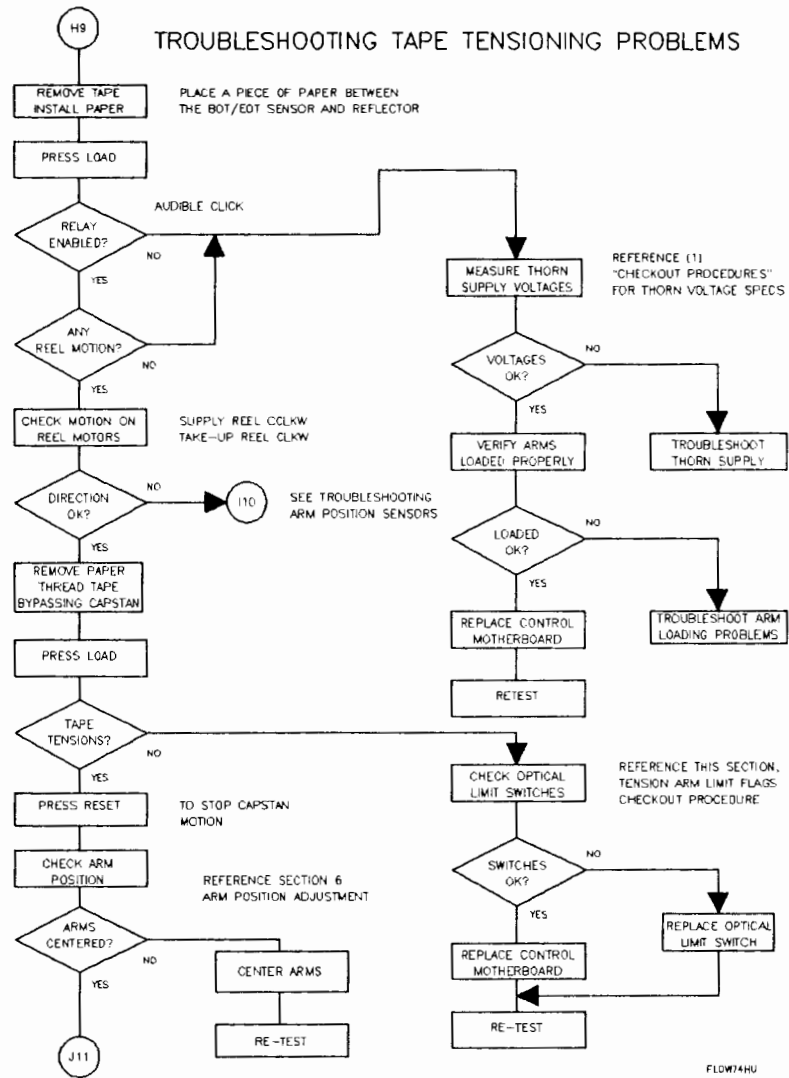 H9
TROUBLESHOOTING TAPE TENSIONING PROBLEMS
REMOVE TAPE
INSTALL PAPER
PLACE A PIECE OF PAPER BETWEEN
THE BOT/EOT SENSOR AND REFLECTOR
PRESS LOAD
AUDIBLE CLICK
RELAY
ENABLED?
NO
YES
MEASURE THORN
SUPPLY VOLTAGES
REFERENCE (1)
"CHECKOUT PROCEDURES"
FOR THORN VOLTAGE SPECS
ANY
REEL MOTION?
NO
YES
VOLTAGES
OK?
NO
YES
CHECK MOTION ON
REEL MOTORS
SUPPLY REEL CCLKW
TAKE-UP REEL CLKW
VERIFY ARMS
LOADED PROPERLY
TROUBLESHOOT
THORN SUPPLY
DIRECTION
OK?
NO
YES
I10
SEE TROUBLESHOOTING
ARM POSITION SENSORS
LOADED
OK?
NO
YES
REMOVE PAPER
THREAD TAPE
BYPASSING CAPSTAN
REPLACE CONTROL
MOTHERBOARD
TROUBLESHOOT ARM
LOADING PROBLEMS
PRESS LOAD
RETEST
TAPE
TENSIONS?
NO
YES
CHECK OPTICAL
LIMIT SWITCHES
REFERENCE THIS SECTION,
TENSION ARM LIMIT FLAGS
CHECKOUT PROCEDURE
PRESS RESET
TO STOP CAPSTAN
MOTION
CHECK ARM
POSITION
REFERENCE SECTION 6
ARM POSITION ADJUSTMENT
SWITCHES
OK?
NO
YES
ARMS
CENTERED?
NO
YES
CENTER ARMS
REPLACE OPTICAL
LIMIT SWITCH
REPLACE CONTROL
MOTHERBOARD
RE-TEST
RE-TEST
J11
FLOW74HU